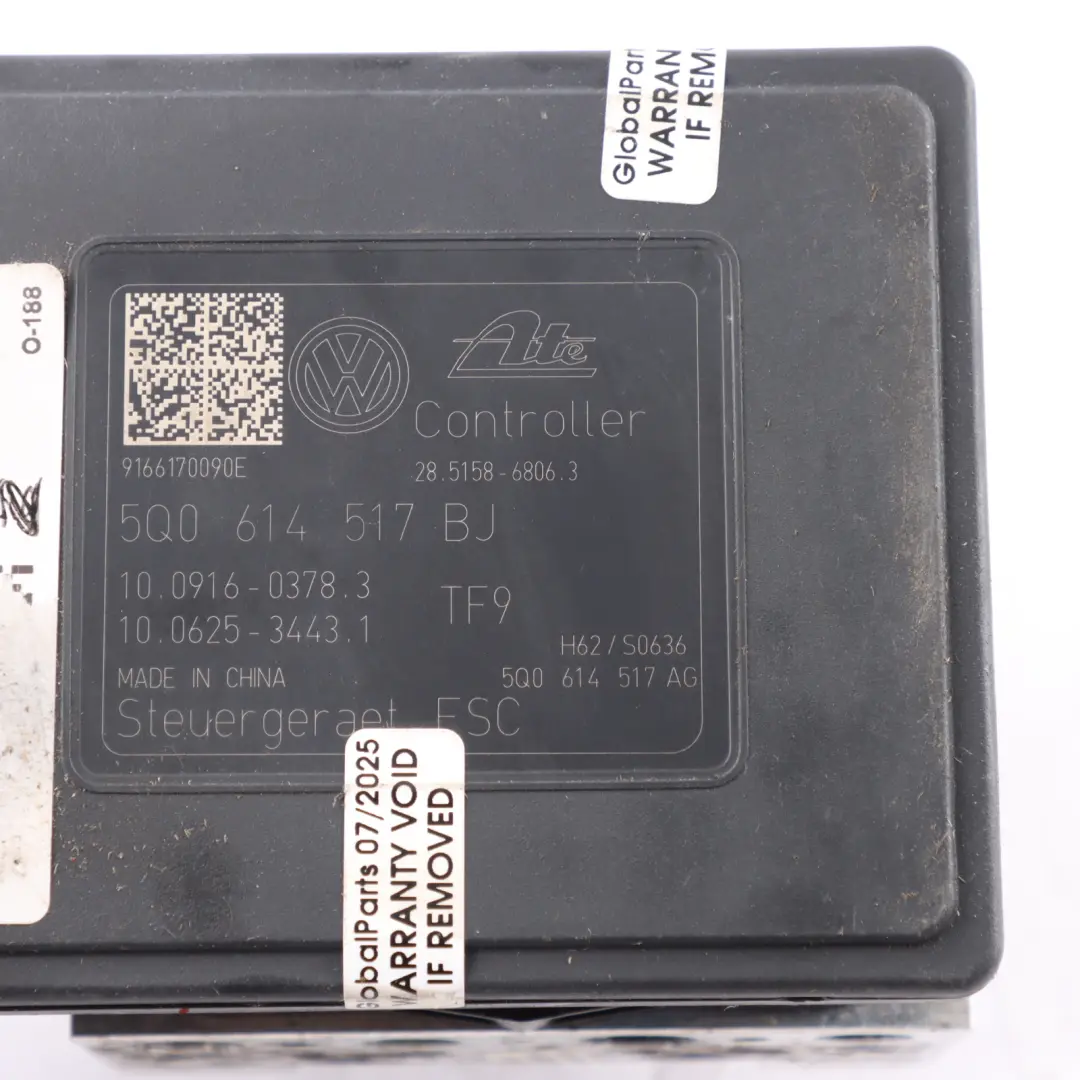 GlobalPar
WARRAN
IF REM
O-188
Ate
Controller
9166170090E
28.5158-6806.3
5Q0 614 517 BJ
10.0916-0378.3
TF9
10.0625-3443.1
H62/S0636
MADE IN CHINA
5Q0 614 517 AG
Steuergeraet ESC
GlobalParts 07/2025
WARRANTY VOID
IF REMOVED